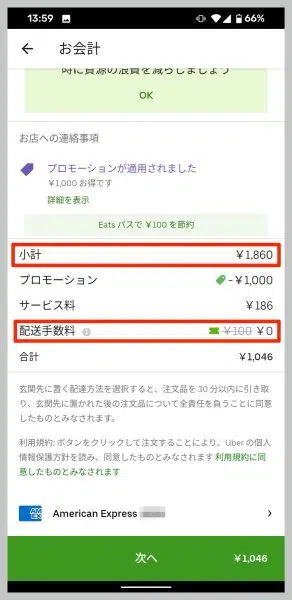 13:59
66%
お会計
時に資源の浪費を減らしましょう
OK
お店への連絡事項
プロモーションが適用されました
￥1,000 お得です
詳細を表示
Eats パスで ￥100 を節約
小計 ￥1,860
プロモーション -￥1,000
サービス料 ￥186
配送手数料 ￥100 ￥0
合計 ￥1,046
玄関先に置く配達方法を選択すると、注文品を 30 分以内に引き取
り、玄関先に置かれた後の注文品について全責任を負うことに同意
したものとみなされます。
利用規約: ボタンをクリックして注文することにより、Uber の個人
情報保護方針を読み、同意したものとみなされます 利用規約に同
意したものとみなされます
American Express
次へ ￥1,046